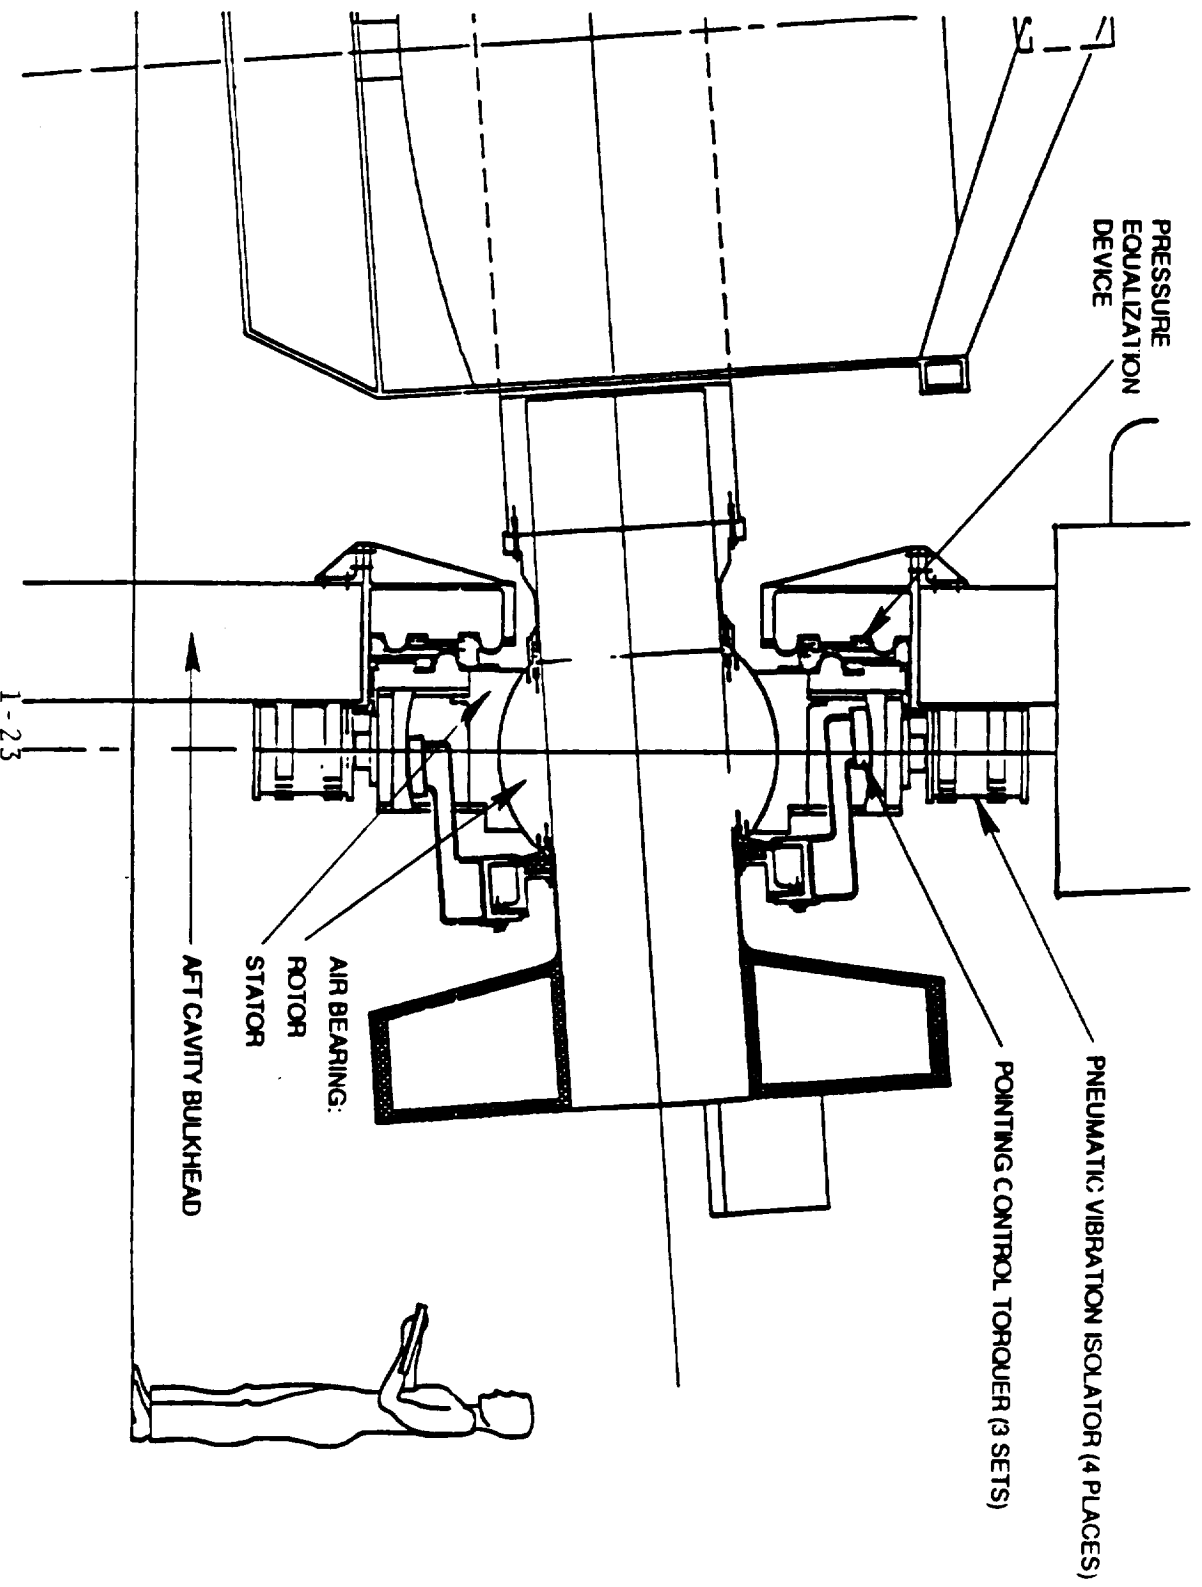 PRESSURE
EQUALIZATION
DEVICE
PNEUMATIC VIBRATION ISOLATOR (4 PLACES)
POINTING CONTROL TORQUER (3 SETS)
AIR BEARING:
ROTOR
STATOR
AFT CAVITY BULKHEAD
1-23